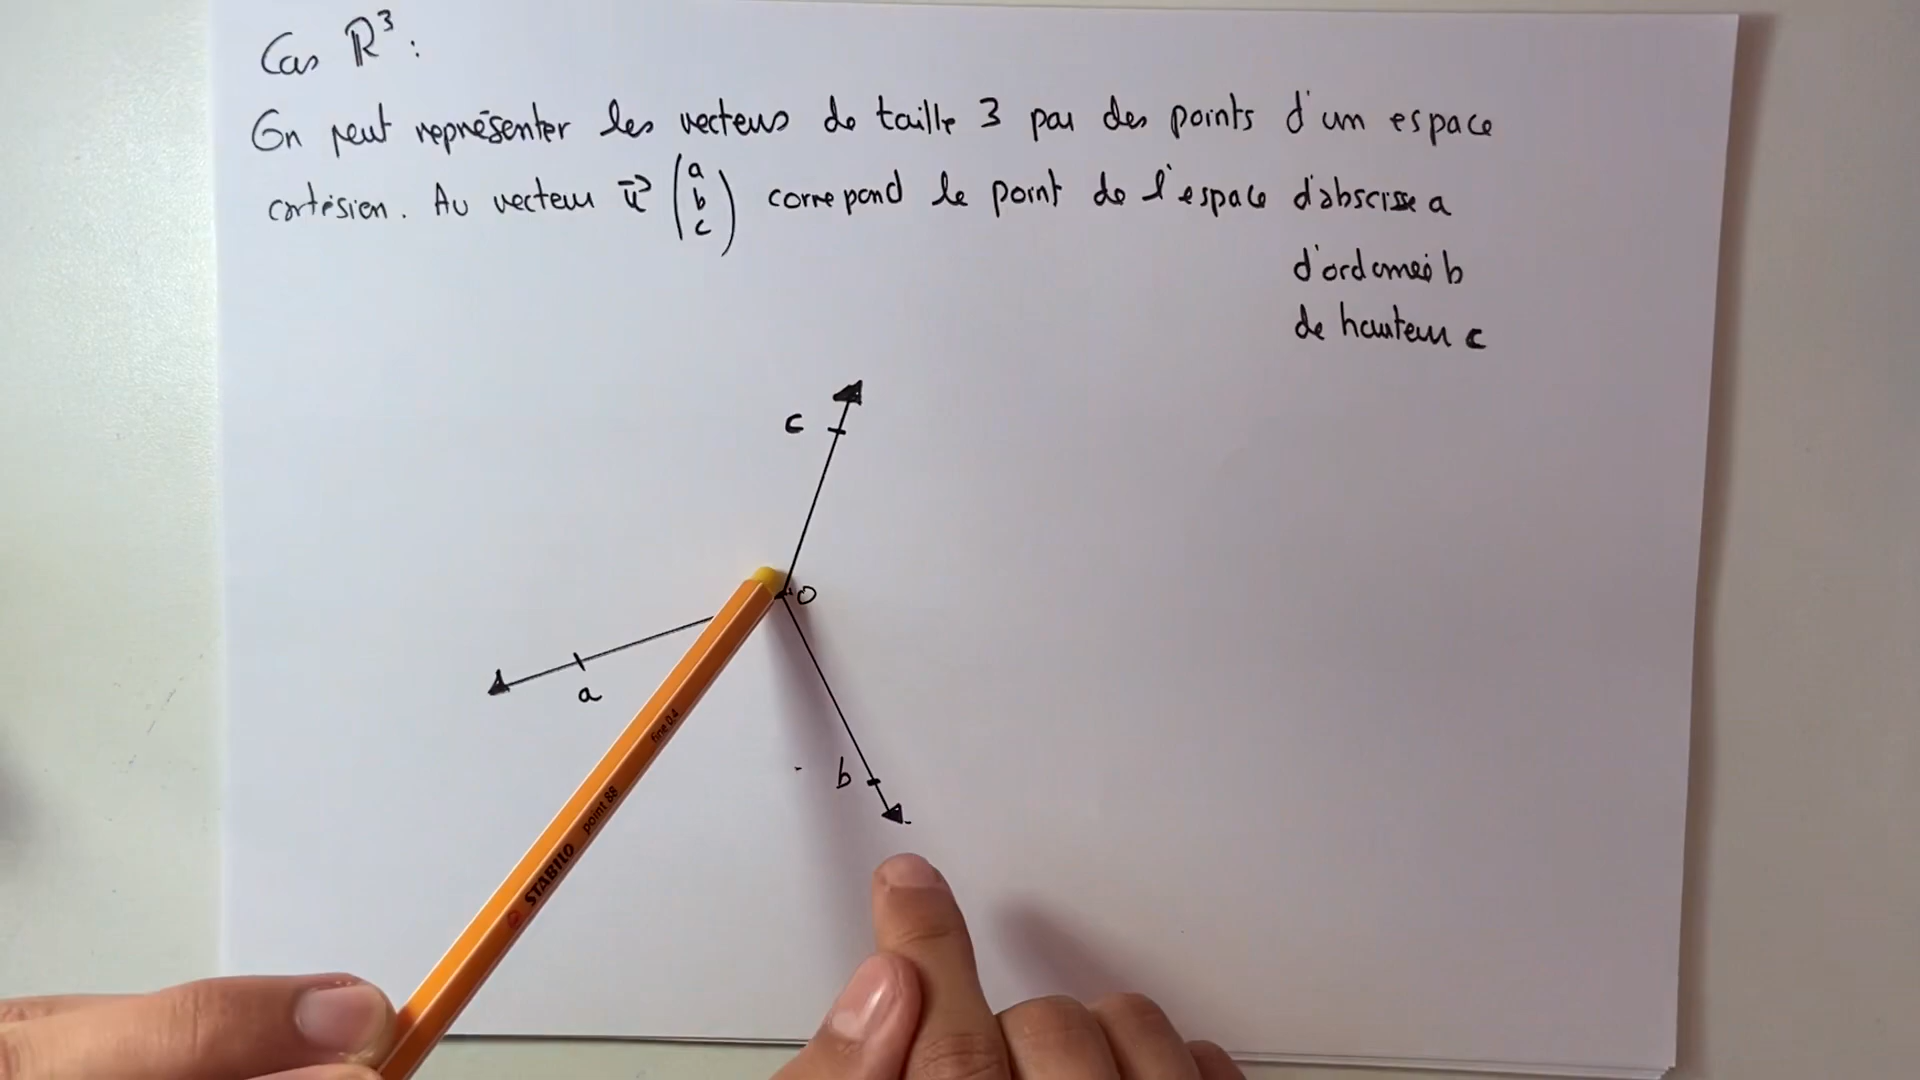 Cas ℝ³ :
On peut représenter les vecteurs de taille 3 par des points d'un espace
cartésien. Au vecteur u⃗ (a b c) correpond le point de l'espace d'abscisse a
d'ordonnée b
de hauteur c
c
O
a
b
STABILO point 88 fine 0,4